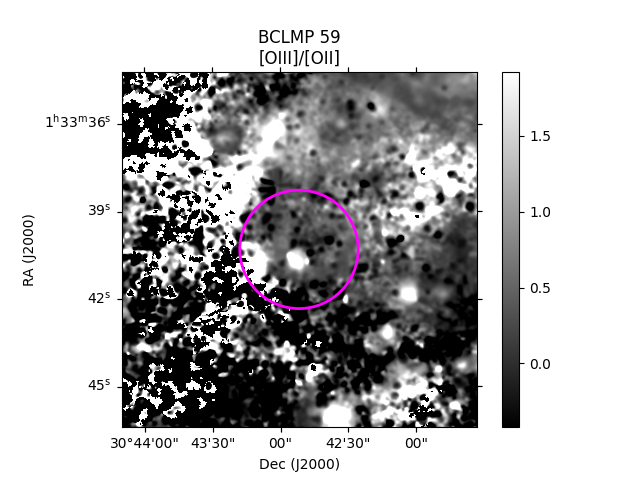 BCLMP 59
[OIII]/[OII]
1ʰ33ᵐ36ˢ
39ˢ
42ˢ
45ˢ
RA (J2000)
30°44'00" 43'30" 00" 42'30" 00"
Dec (J2000)
1.5
1.0
0.5
0.0